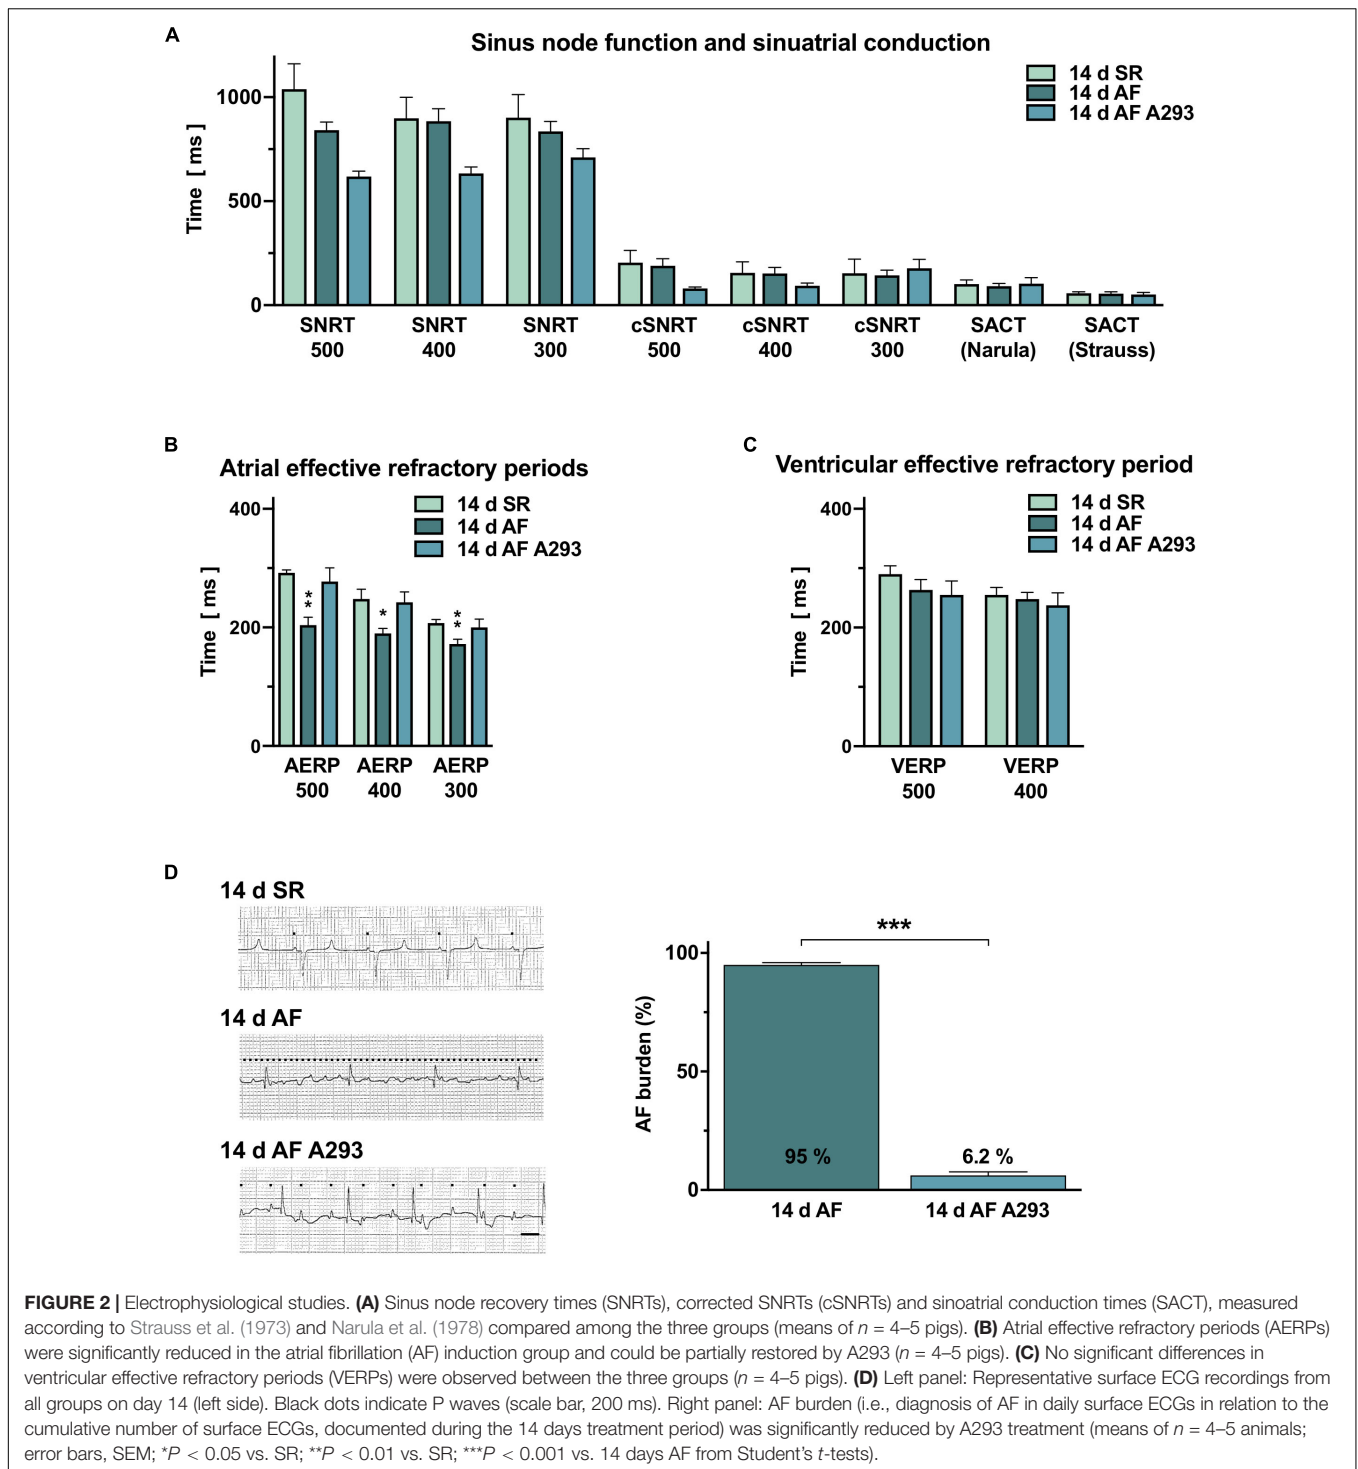 A
Sinus node function and sinuatrial conduction
14 d SR
14 d AF
14 d AF A293
Time [ ms ]
1000
500
0
SNRT 500
SNRT 400
SNRT 300
cSNRT 500
cSNRT 400
cSNRT 300
SACT (Narula)
SACT (Strauss)
B
Atrial effective refractory periods
14 d SR
14 d AF
14 d AF A293
Time [ ms ]
400
200
0
**
*
**
AERP 500
AERP 400
AERP 300
C
Ventricular effective refractory period
14 d SR
14 d AF
14 d AF A293
Time [ ms ]
400
200
0
VERP 500
VERP 400
D
14 d SR
14 d AF
14 d AF A293
AF burden (%)
100
50
0
***
95 %
6.2 %
14 d AF
14 d AF A293
FIGURE 2 | Electrophysiological studies. (A) Sinus node recovery times (SNRTs), corrected SNRTs (cSNRTs) and sinoatrial conduction times (SACT), measured
according to Strauss et al. (1973) and Narula et al. (1978) compared among the three groups (means of n = 4–5 pigs). (B) Atrial effective refractory periods (AERPs)
were significantly reduced in the atrial fibrillation (AF) induction group and could be partially restored by A293 (n = 4–5 pigs). (C) No significant differences in
ventricular effective refractory periods (VERPs) were observed between the three groups (n = 4–5 pigs). (D) Left panel: Representative surface ECG recordings from
all groups on day 14 (left side). Black dots indicate P waves (scale bar, 200 ms). Right panel: AF burden (i.e., diagnosis of AF in daily surface ECGs in relation to the
cumulative number of surface ECGs, documented during the 14 days treatment period) was significantly reduced by A293 treatment (means of n = 4–5 animals;
error bars, SEM; *P < 0.05 vs. SR; **P < 0.01 vs. SR; ***P < 0.001 vs. 14 days AF from Student's t-tests).